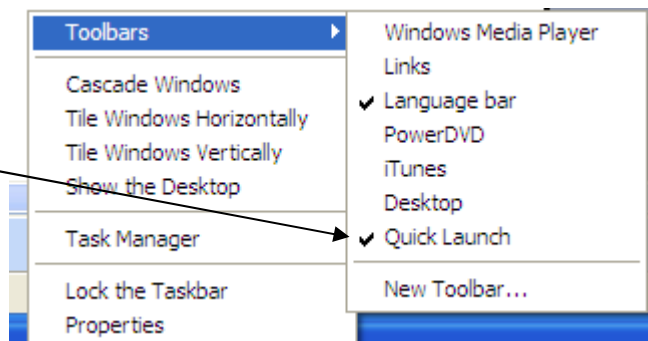 Toolbars
Cascade Windows
Tile Windows Horizontally
Tile Windows Vertically
Show the Desktop
Task Manager
Lock the Taskbar
Properties
Windows Media Player
Links
Language bar
PowerDVD
iTunes
Desktop
Quick Launch
New Toolbar...